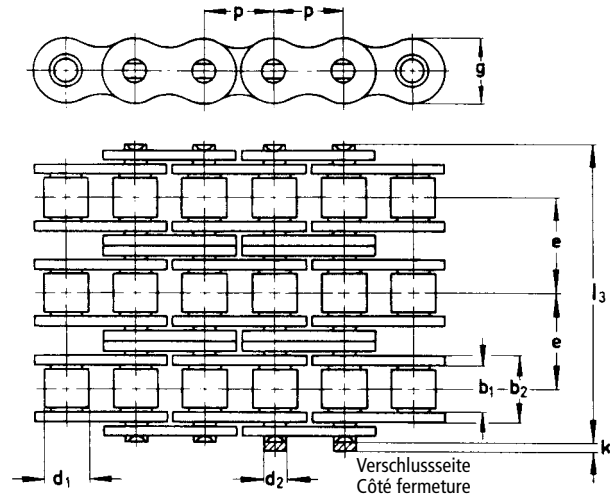 p p
g
e
l3
e
b1 b2
k
d1 d2
Verschlussseite
Côté fermeture